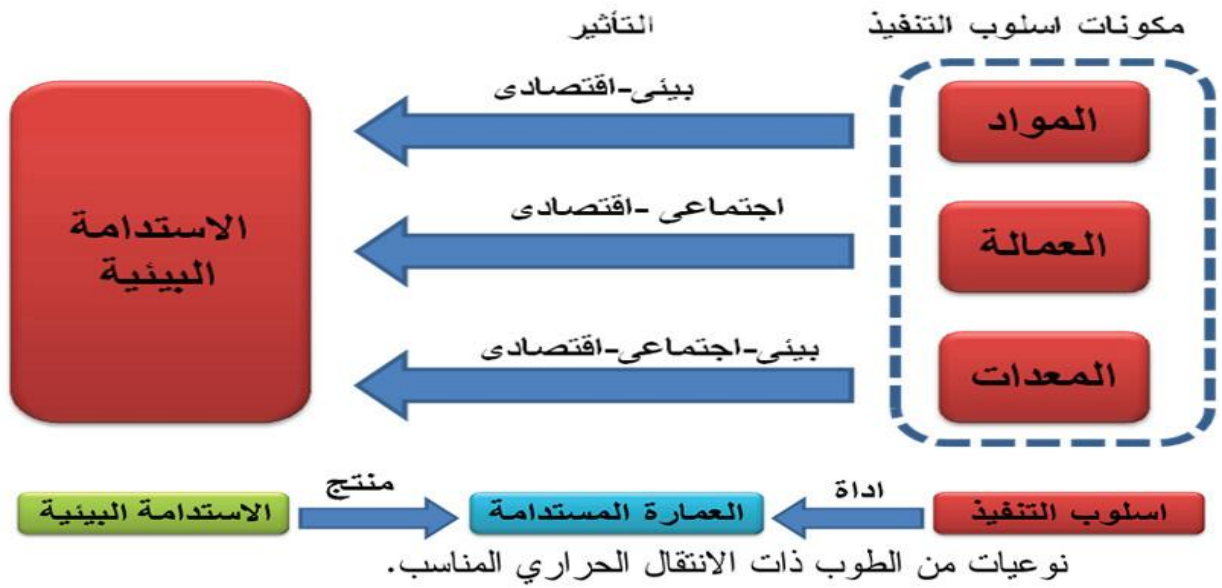 مكونات اسلوب التنفيذ
التأثير
المواد
بيئى-اقتصادى
العمالة
اجتماعى -اقتصادى
المعدات
بيئى-اجتماعى-اقتصادى
الاستدامة
البيئية
اسلوب التنفيذ
اداة
العمارة المستدامة
منتج
الاستدامة البيئية
نوعيات من الطوب ذات الانتقال الحراري المناسب.